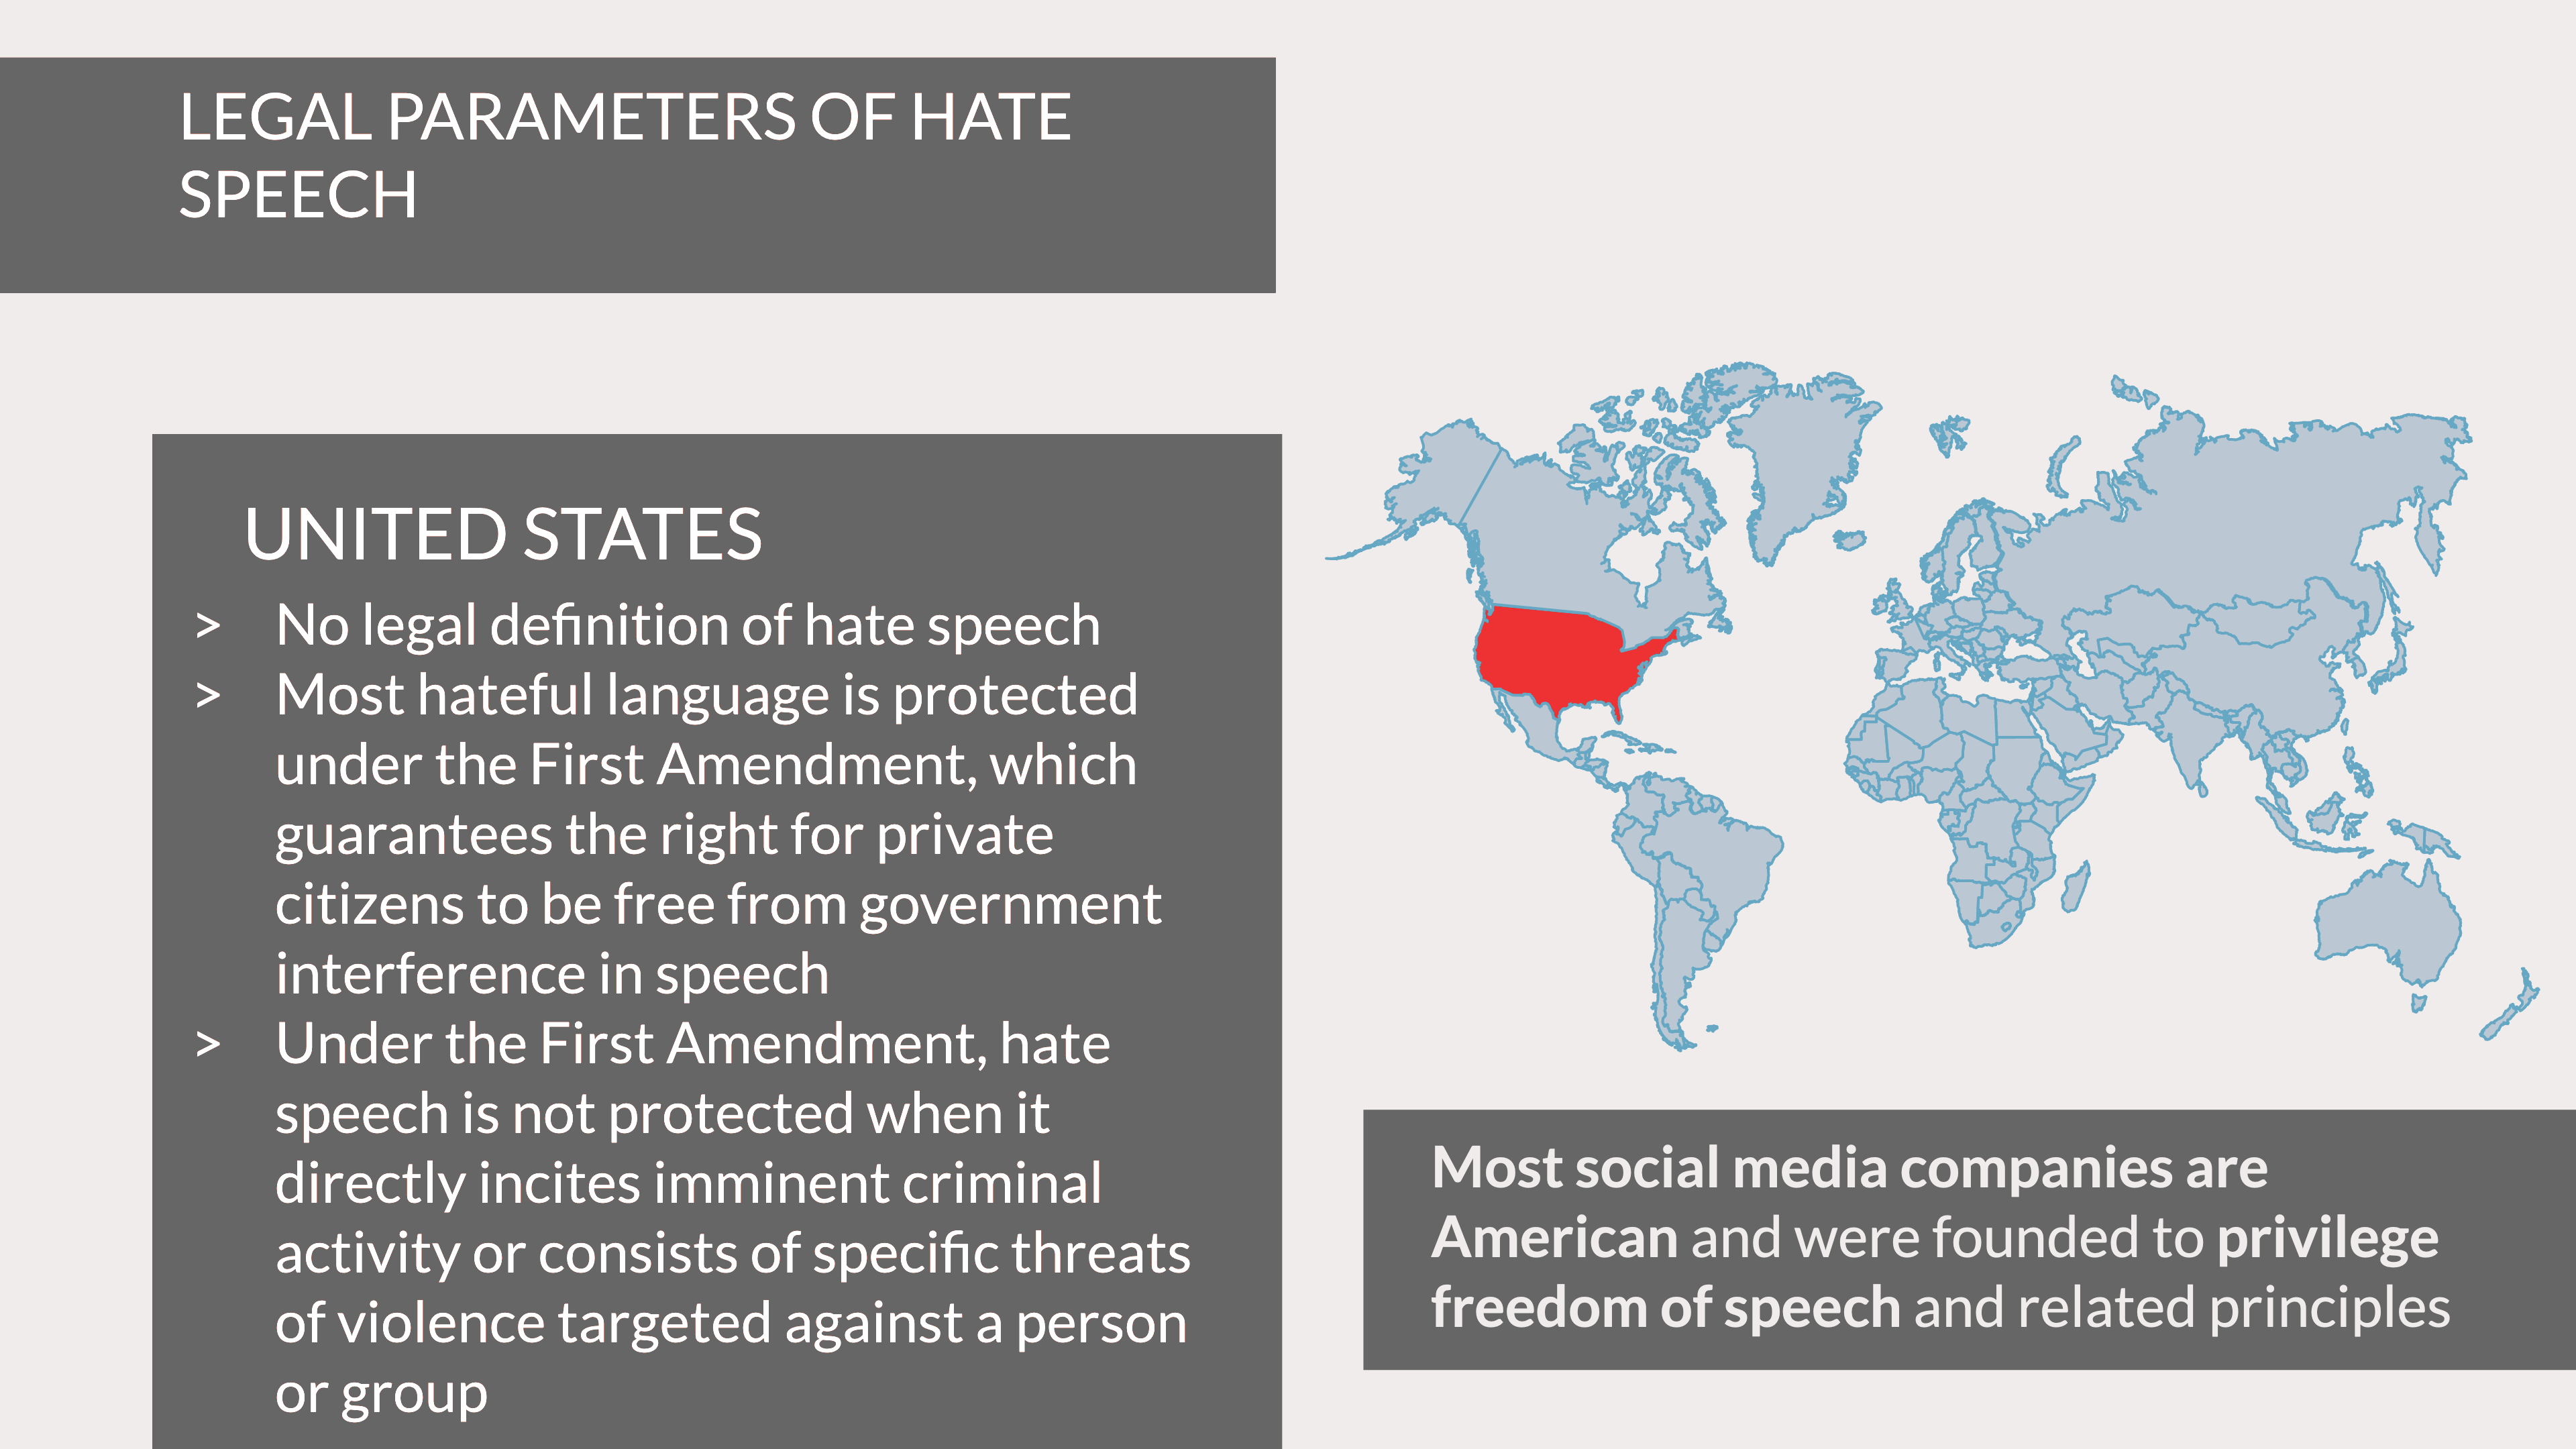 LEGAL PARAMETERS OF HATE
SPEECH
UNITED STATES
> No legal definition of hate speech
> Most hateful language is protected
under the First Amendment, which
guarantees the right for private
citizens to be free from government
interference in speech
> Under the First Amendment, hate
speech is not protected when it
directly incites imminent criminal
activity or consists of specific threats
of violence targeted against a person
or group
Most social media companies are
American and were founded to privilege
freedom of speech and related principles